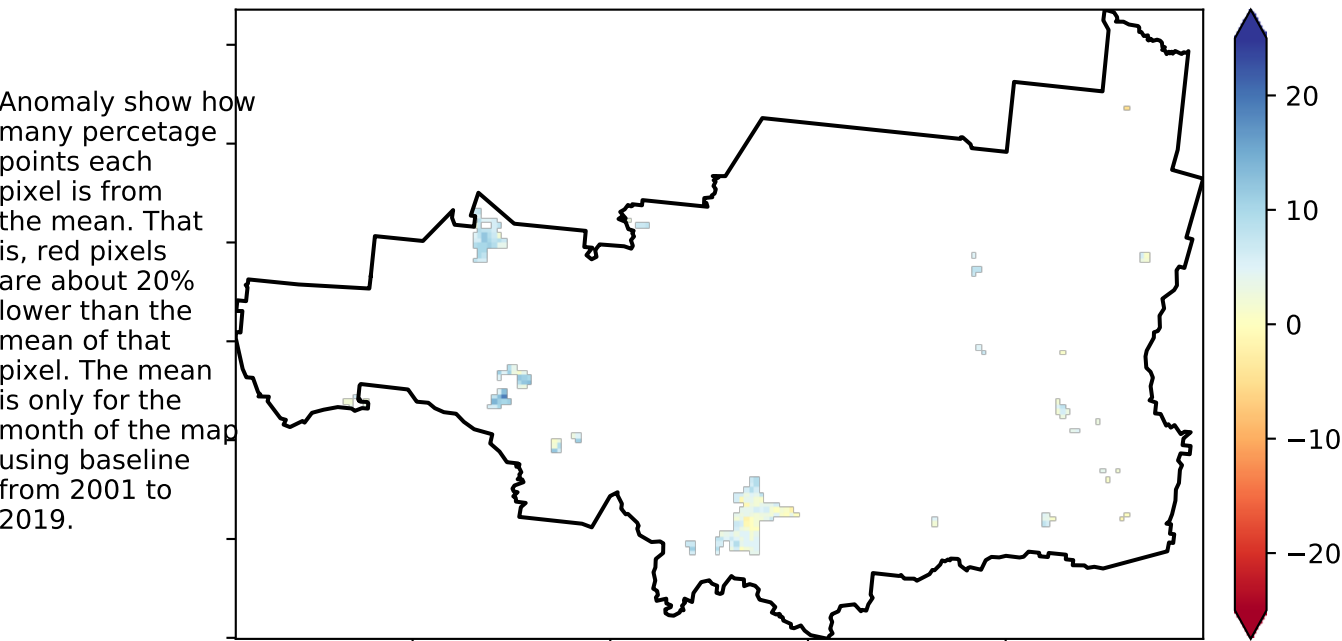 Anomaly show how
many percetage
points each
pixel is from
the mean. That
is, red pixels
are about 20%
lower than the
mean of that
pixel. The mean
is only for the
month of the map
using baseline
from 2001 to
2019.
20
10
0
−10
−20